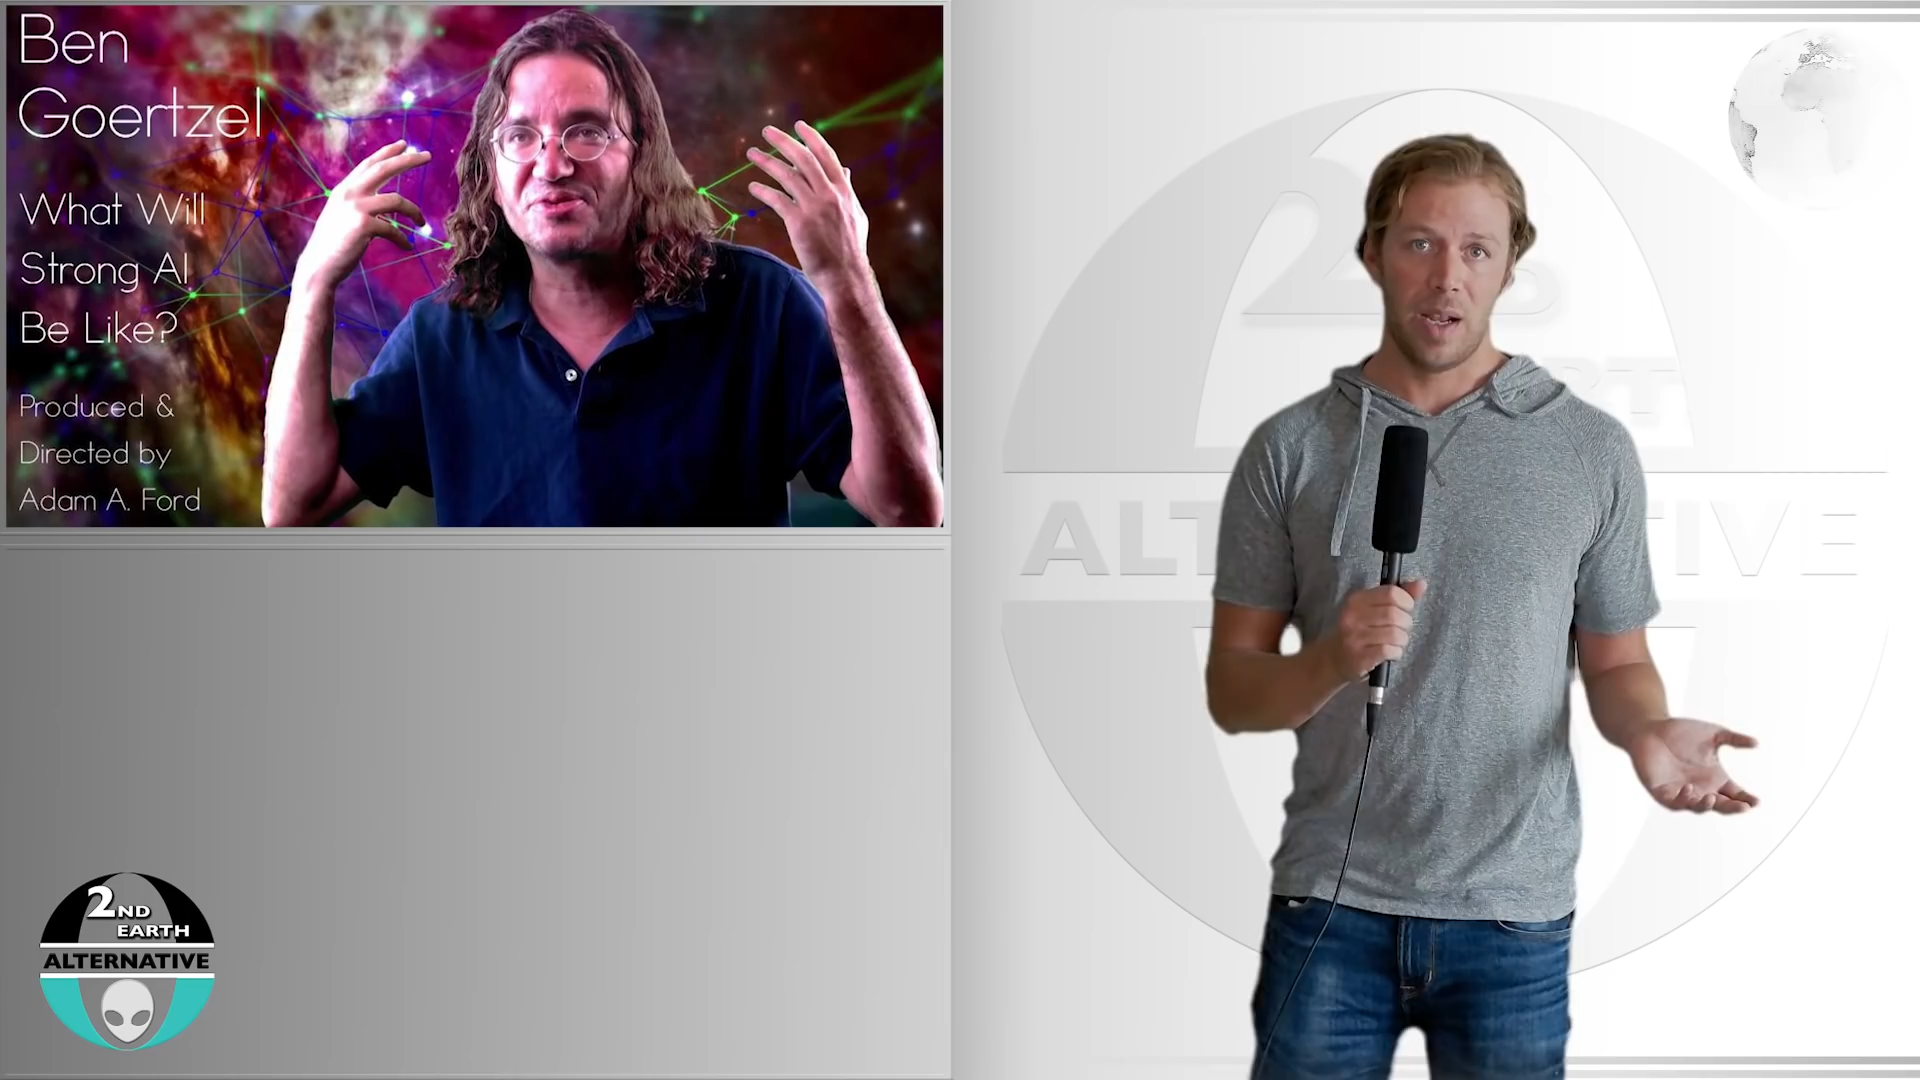 Ben
Goertzel
What Will
Strong AI
Be Like?
Produced &
Directed by
Adam A. Ford
2ND
EARTH
ALTERNATIVE